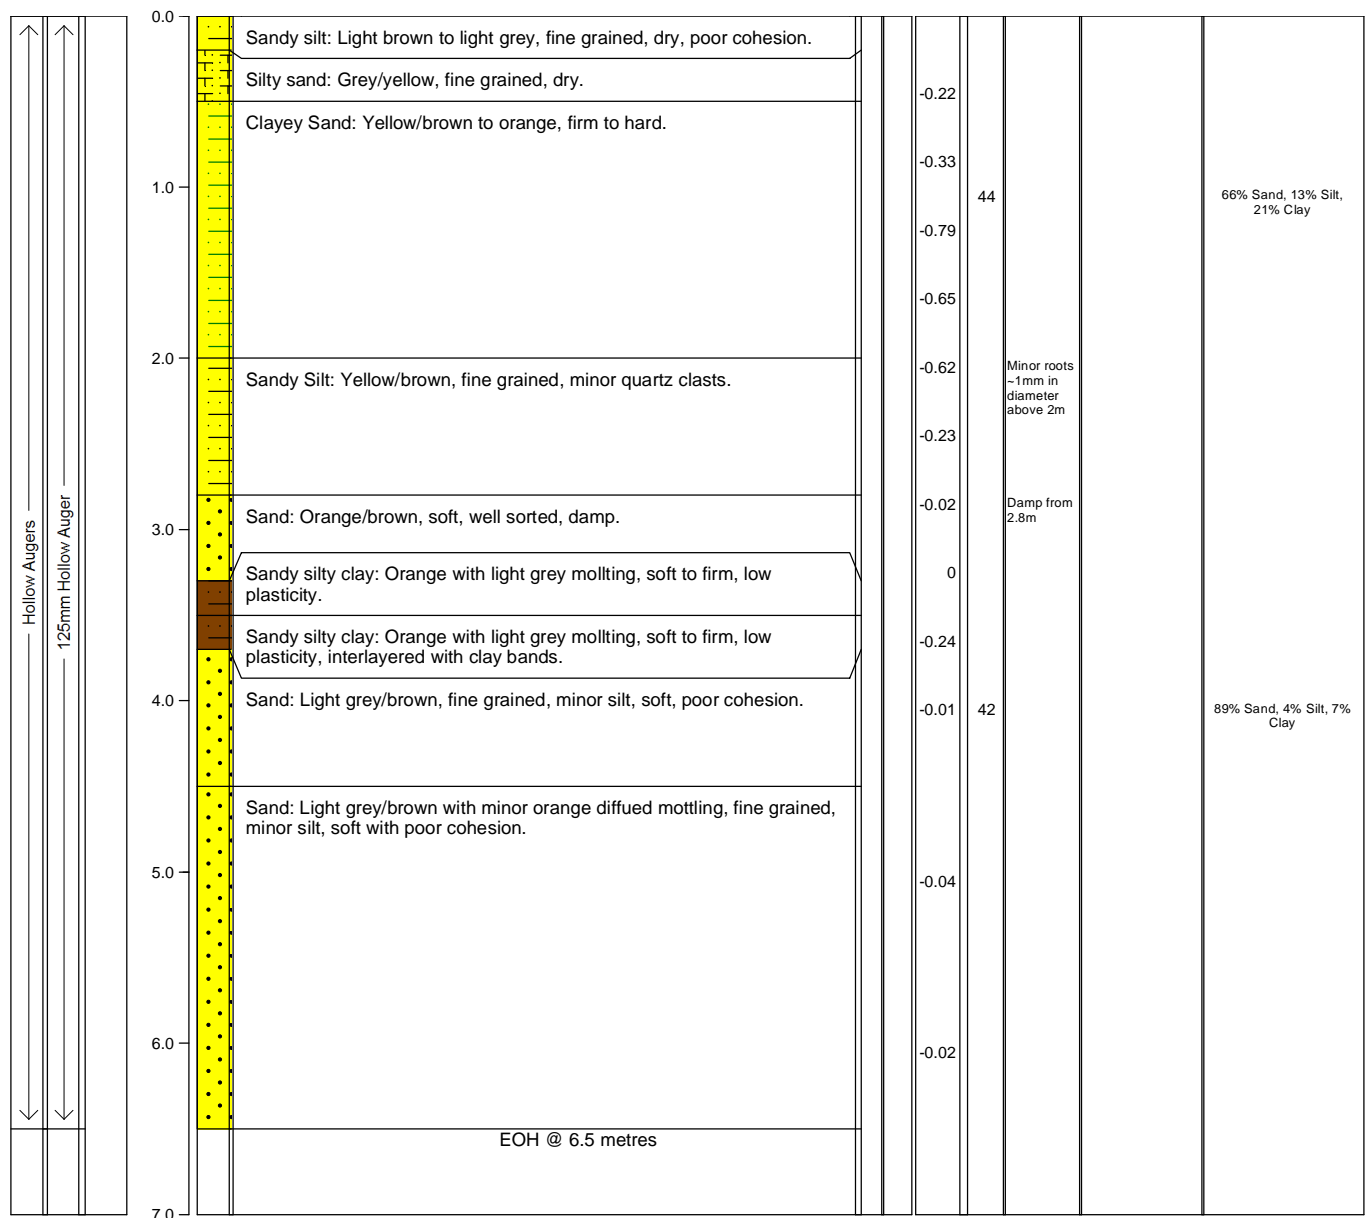 0.0
Sandy silt: Light brown to light grey, fine grained, dry, poor cohesion.
Silty sand: Grey/yellow, fine grained, dry.
-0.22
Clayey Sand: Yellow/brown to orange, firm to hard.
-0.33
1.0
44
66% Sand, 13% Silt,
21% Clay
-0.79
-0.65
2.0
-0.62
Minor roots
~1mm in
diameter
above 2m
Sandy Silt: Yellow/brown, fine grained, minor quartz clasts.
-0.23
-0.02
Damp from
2.8m
Sand: Orange/brown, soft, well sorted, damp.
3.0
Hollow Augers
125mm Hollow Auger
0
Sandy silty clay: Orange with light grey mollting, soft to firm, low
plasticity.
Sandy silty clay: Orange with light grey mollting, soft to firm, low
plasticity, interlayered with clay bands.
-0.24
4.0
Sand: Light grey/brown, fine grained, minor silt, soft, poor cohesion.
-0.01
42
89% Sand, 4% Silt, 7%
Clay
Sand: Light grey/brown with minor orange diffued mottling, fine grained,
minor silt, soft with poor cohesion.
5.0
-0.04
6.0
-0.02
EOH @ 6.5 metres
7.0